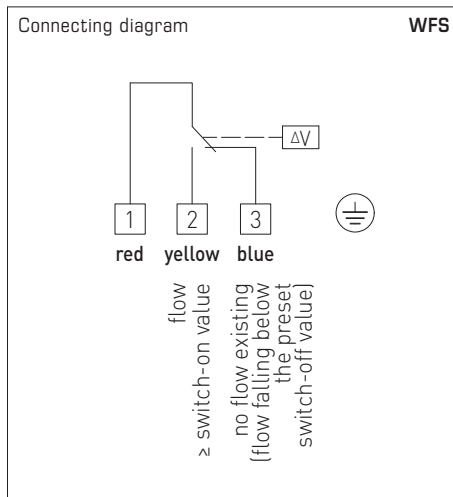 Connecting diagram WFS
ΔV
1 2 3
red yellow blue
flow
≥ switch-on value
no flow existing
(flow falling below
the preset
switch-off value)